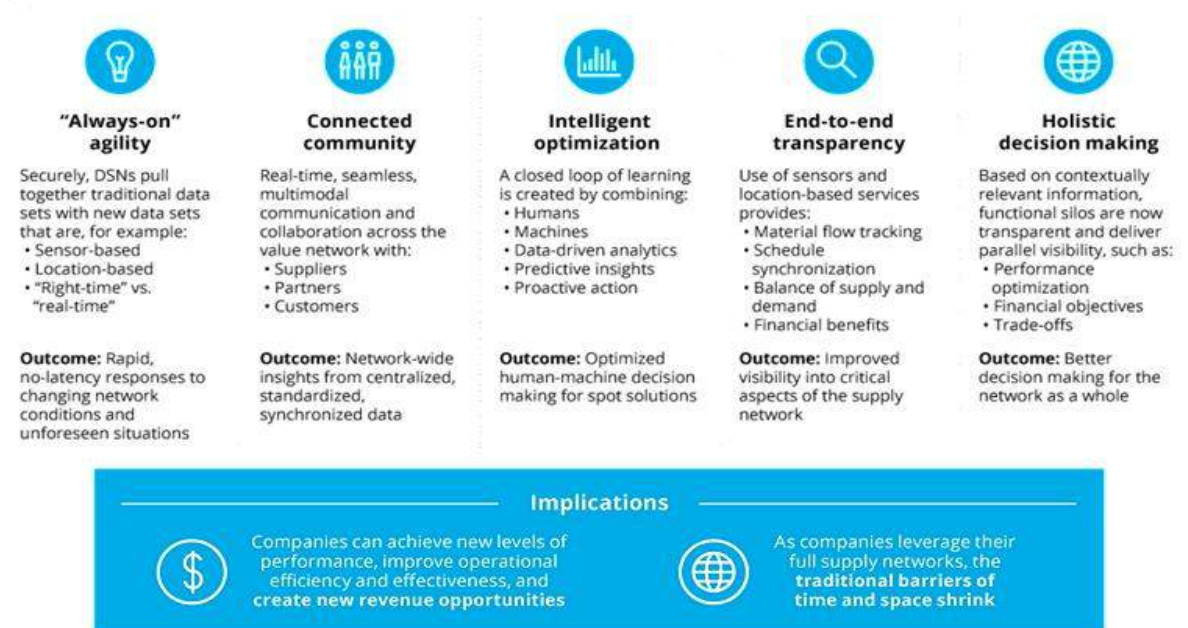 “Always-on”
agility
Securely, DSNs pull
together traditional data
sets with new data sets
that are, for example:
• Sensor-based
• Location-based
• “Right-time” vs.
“real-time”
Outcome: Rapid,
no-latency responses to
changing network
conditions and
unforeseen situations
Connected
community
Real-time, seamless,
multimodal
communication and
collaboration across the
value network with:
• Suppliers
• Partners
• Customers
Outcome: Network-wide
insights from centralized,
standardized,
synchronized data
Intelligent
optimization
A closed loop of learning
is created by combining:
• Humans
• Machines
• Data-driven analytics
• Predictive insights
• Proactive action
Outcome: Optimized
human-machine decision
making for spot solutions
End-to-end
transparency
Use of sensors and
location-based services
provides:
• Material flow tracking
• Schedule
synchronization
• Balance of supply and
demand
• Financial benefits
Outcome: Improved
visibility into critical
aspects of the supply
network
Holistic
decision making
Based on contextually
relevant information,
functional silos are now
transparent and deliver
parallel visibility, such as:
• Performance
optimization
• Financial objectives
• Trade-offs
Outcome: Better
decision making for the
network as a whole
Implications
$
Companies can achieve new levels of
performance, improve operational
efficiency and effectiveness, and
create new revenue opportunities
As companies leverage their
full supply networks, the
traditional barriers of
time and space shrink